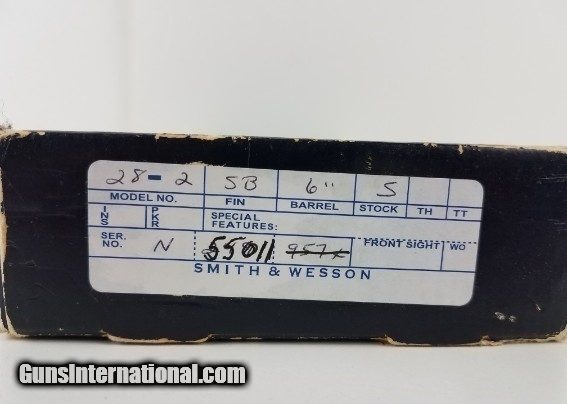 28-2 SB 6" S
MODEL NO. FIN BARREL STOCK TH TT
INS PKR SPECIAL FEATURES:
SER. NO. N 55011 957x FRONT SIGHT WO
SMITH & WESSON
GunsInternational.com